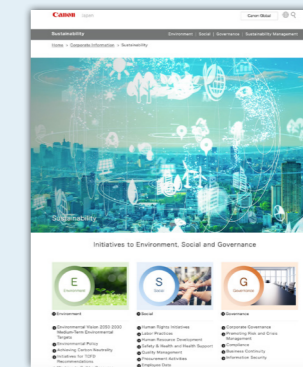 Canon Japan
Canon Global
Sustainability
Environment | Social | Governance | Sustainability Management
Home > Corporate Information > Sustainability
Sustainability
Initiatives to Environment, Social and Governance
E
Environment
S
Social
G
Governance
Environment
Social
Governance
Environmental Vision 2050 2030
Medium-Term Environmental
Targets
Environmental Policy
Achieving Carbon Neutrality
Initiatives for TCFD
Recommendations
Human Rights Initiatives
Labor Practices
Human Resource Development
Safety & Health and Health Support
Quality Management
Procurement Activities
Employee Data
Corporate Governance
Promoting Risk and Crisis
Management
Compliance
Business Continuity
Information Security